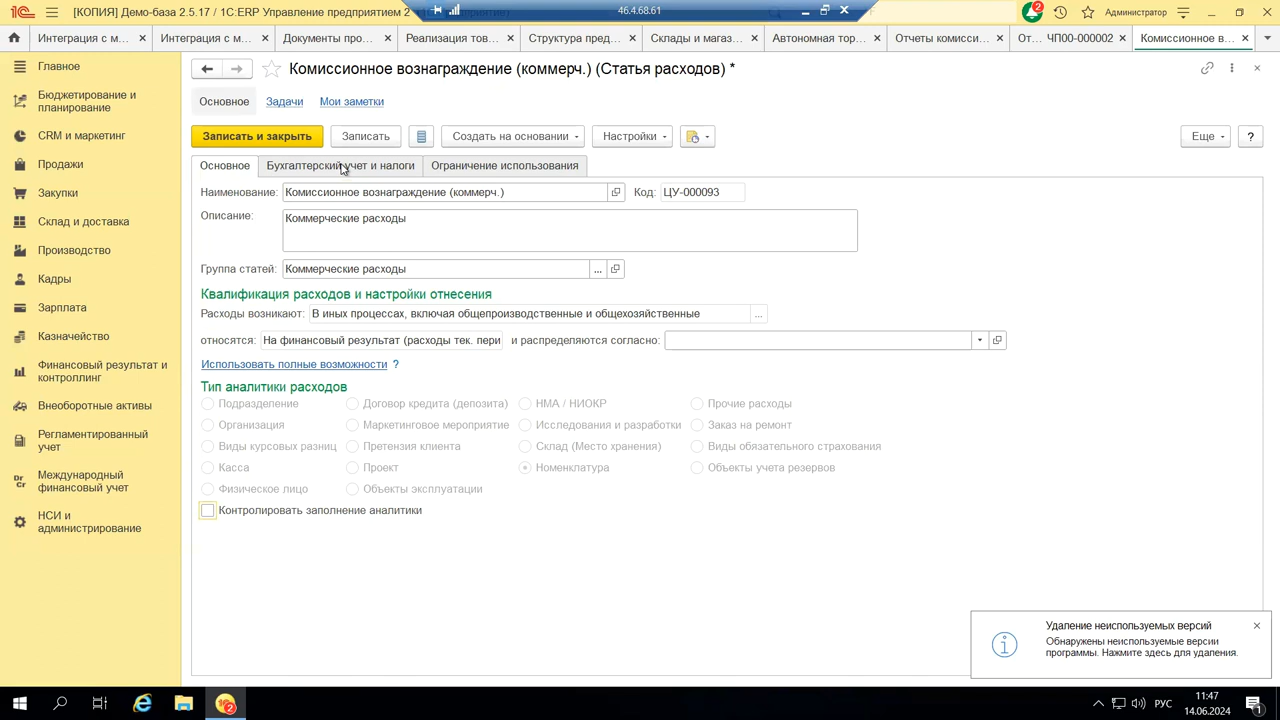 [КОПИЯ] Демо-база 2.5.17 / 1С:ERP Управление предприятием 2
46.4.68.61
2
Администратор
Интеграция с м...
Интеграция с м...
Документы про...
Реализация тов...
Структура пред...
Склады и магаз...
Автономная тор...
Отчеты комисси...
От... ЧП00-000002
Комиссионное в...
Главное
Бюджетирование и планирование
CRM и маркетинг
Продажи
Закупки
Склад и доставка
Производство
Кадры
Зарплата
Казначейство
Финансовый результат и контроллинг
Внеоборотные активы
Регламентированный учет
Международный финансовый учет
НСИ и администрирование
Комиссионное вознаграждение (коммерч.) (Статья расходов) *
Основное Задачи Мои заметки
Записать и закрыть Записать Создать на основании Настройки Еще ?
Основное Бухгалтерский учет и налоги Ограничение использования
Наименование: Комиссионное вознаграждение (коммерч.) Код: ЦУ-000093
Описание: Коммерческие расходы
Группа статей: Коммерческие расходы ...
Квалификация расходов и настройки отнесения
Расходы возникают: В иных процессах, включая общепроизводственные и общехозяйственные ...
относятся: На финансовый результат (расходы тек. пери и распределяются согласно:
Использовать полные возможности ?
Тип аналитики расходов
Подразделение Договор кредита (депозита) НМА / НИОКР Прочие расходы
Организация Маркетинговое мероприятие Исследования и разработки Заказ на ремонт
Виды курсовых разниц Претензия клиента Склад (Место хранения) Виды обязательного страхования
Касса Проект Номенклатура Объекты учета резервов
Физическое лицо Объекты эксплуатации
Контролировать заполнение аналитики
Удаление неиспользуемых версий
Обнаружены неиспользуемые версии
программы. Нажмите здесь для удаления.
2
РУС
11:47
14.06.2024
1